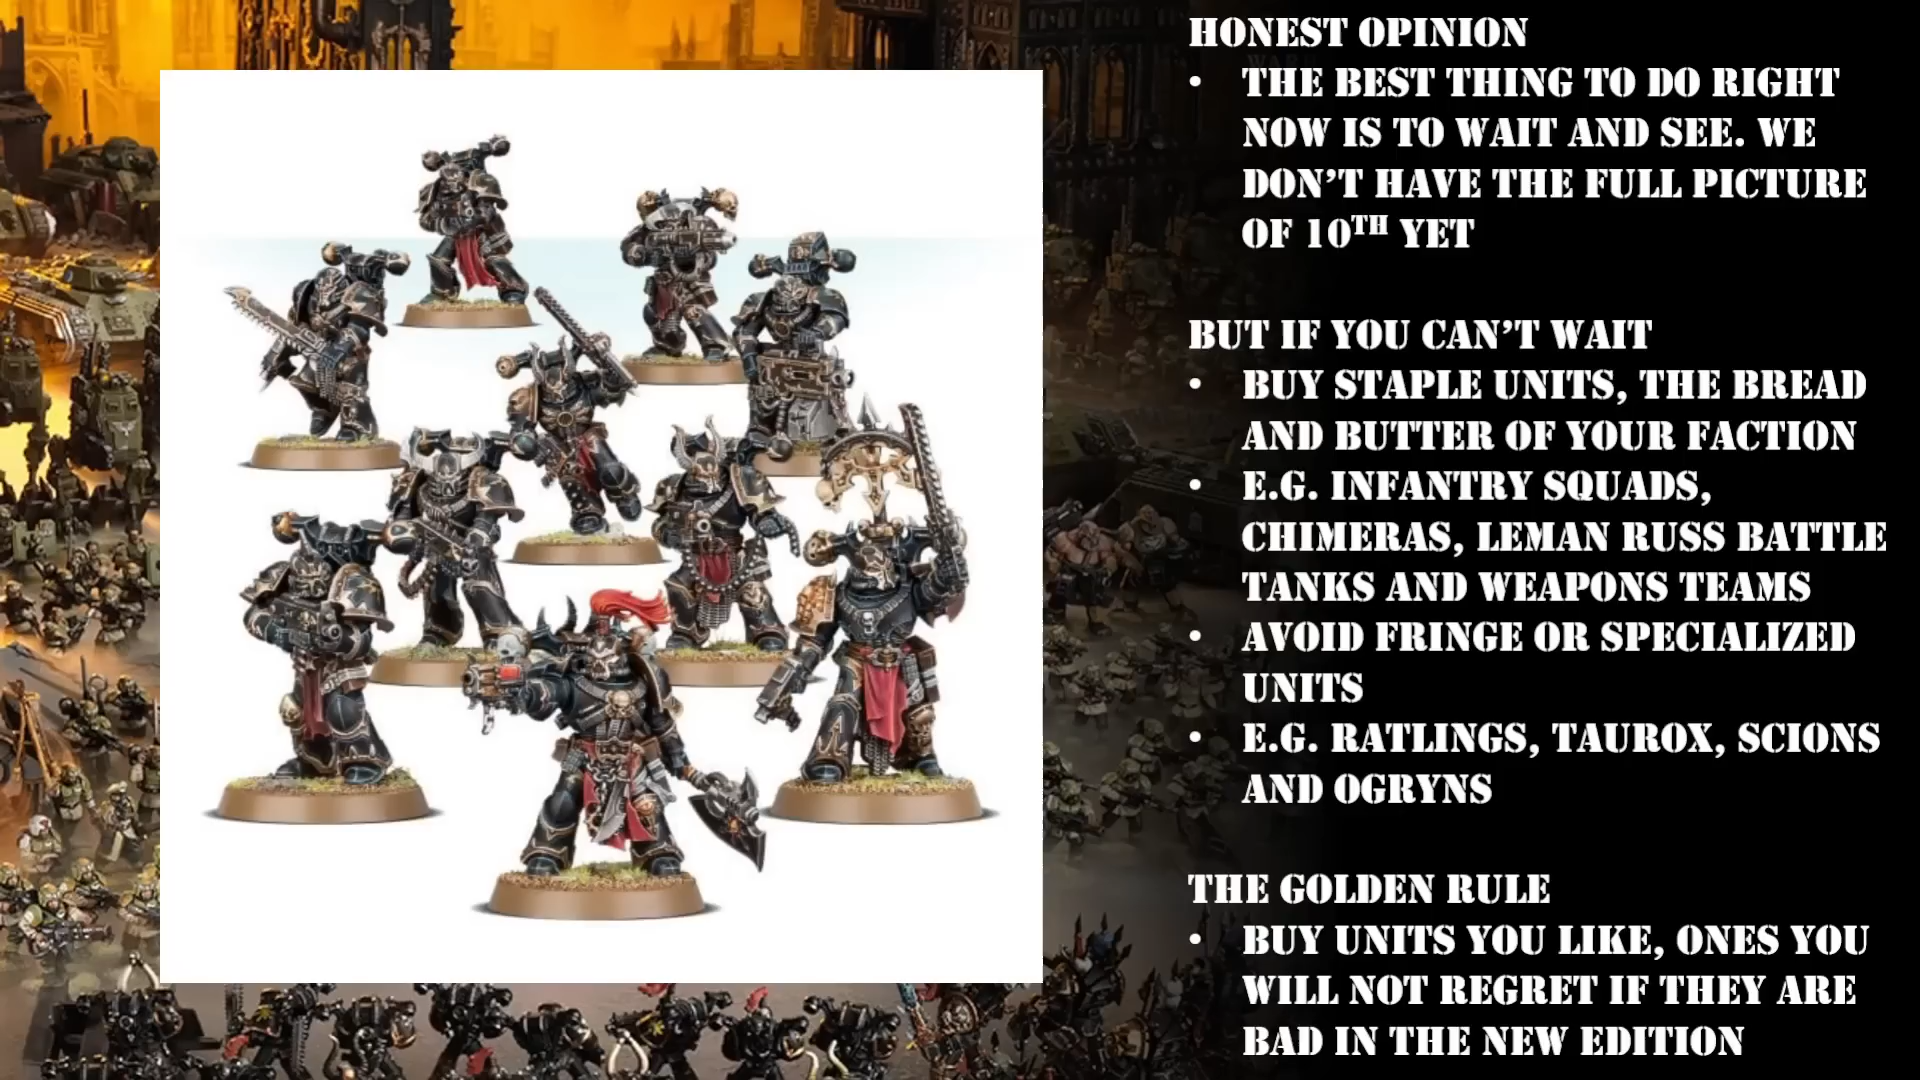 HONEST OPINION
• THE BEST THING TO DO RIGHT
NOW IS TO WAIT AND SEE. WE
DON'T HAVE THE FULL PICTURE
OF 10TH YET
BUT IF YOU CAN'T WAIT
• BUY STAPLE UNITS, THE BREAD
AND BUTTER OF YOUR FACTION
• E.G. INFANTRY SQUADS,
CHIMERAS, LEMAN RUSS BATTLE
TANKS AND WEAPONS TEAMS
• AVOID FRINGE OR SPECIALIZED
UNITS
• E.G. RATLINGS, TAUROX, SCIONS
AND OGRYNS
THE GOLDEN RULE
• BUY UNITS YOU LIKE, ONES YOU
WILL NOT REGRET IF THEY ARE
BAD IN THE NEW EDITION